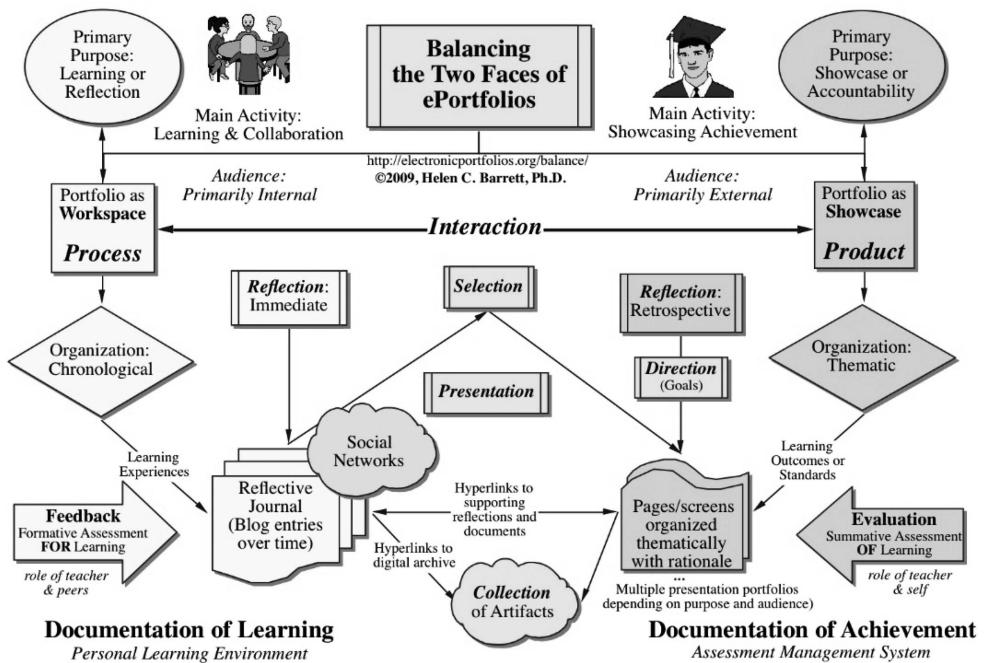 Primary
Purpose:
Learning or
Reflection
Main Activity:
Learning & Collaboration
Balancing
the Two Faces of
ePortfolios
Main Activity:
Showcasing Achievement
Primary
Purpose:
Showcase or
Accountability
http://electronicportfolios.org/balance/
©2009, Helen C. Barrett, Ph.D.
Audience:
Primarily Internal
Audience:
Primarily External
Portfolio as
Workspace
Process
Interaction
Portfolio as
Showcase
Product
Reflection:
Immediate
Selection
Reflection:
Retrospective
Organization:
Chronological
Direction
(Goals)
Organization:
Thematic
Presentation
Social
Networks
Learning
Experiences
Learning
Outcomes or
Standards
Reflective
Journal
(Blog entries
over time)
Hyperlinks to
supporting
reflections and
documents
Pages/screens
organized
thematically
with rationale
...
Multiple presentation portfolios
depending on purpose and audience)
Feedback
Formative Assessment
FOR Learning
role of teacher
& peers
Hyperlinks to
digital archive
Collection
of Artifacts
Evaluation
Summative Assessment
OF Learning
role of teacher
& self
Documentation of Learning
Personal Learning Environment
Documentation of Achievement
Assessment Management System